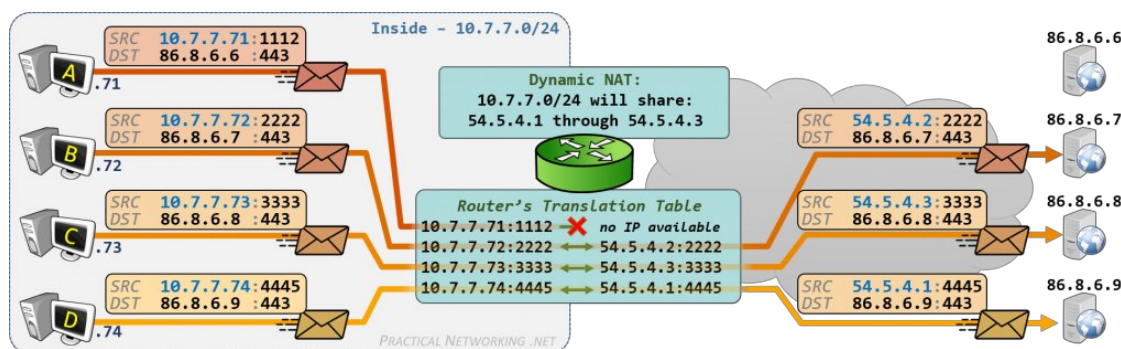 Inside – 10.7.7.0/24
SRC 10.7.7.71:1112
DST 86.8.6.6 :443
A
.71
SRC 10.7.7.72:2222
DST 86.8.6.7 :443
B
.72
SRC 10.7.7.73:3333
DST 86.8.6.8 :443
C
.73
SRC 10.7.7.74:4445
DST 86.8.6.9 :443
D
.74
Dynamic NAT:
10.7.7.0/24 will share:
54.5.4.1 through 54.5.4.3
Router's Translation Table
10.7.7.71:1112 no IP available
10.7.7.72:2222 54.5.4.2:2222
10.7.7.73:3333 54.5.4.3:3333
10.7.7.74:4445 54.5.4.1:4445
PRACTICAL NETWORKING .NET
86.8.6.6
SRC 54.5.4.2:2222
DST 86.8.6.7 :443
86.8.6.7
SRC 54.5.4.3:3333
DST 86.8.6.8 :443
86.8.6.8
SRC 54.5.4.1:4445
DST 86.8.6.9 :443
86.8.6.9